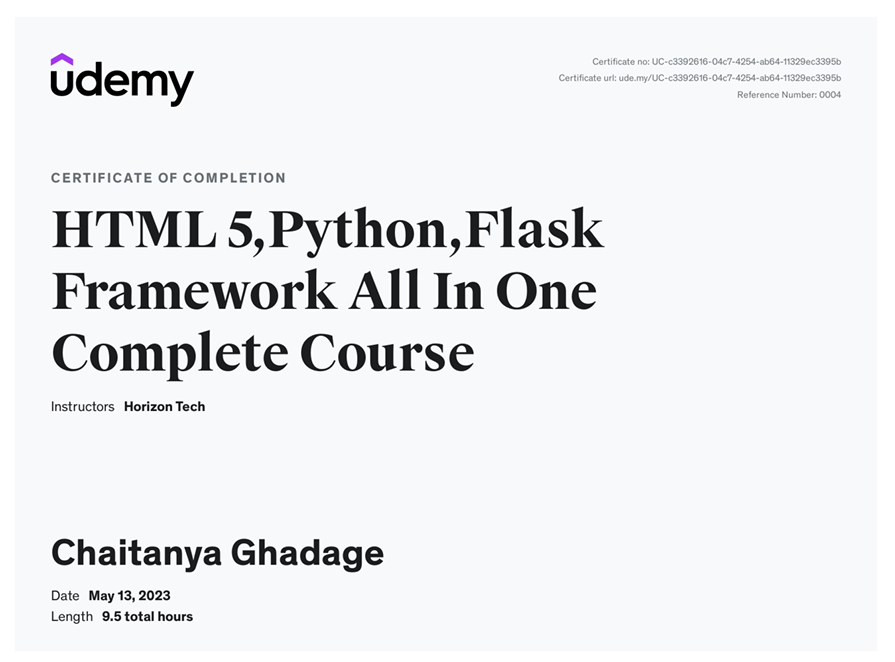 udemy
Certificate no: UC-c3392616-04c7-4254-ab64-11329ec3395b
Certificate url: ude.my/UC-c3392616-04c7-4254-ab64-11329ec3395b
Reference Number: 0004
CERTIFICATE OF COMPLETION
HTML 5,Python,Flask
Framework All In One
Complete Course
Instructors Horizon Tech
Chaitanya Ghadage
Date May 13, 2023
Length 9.5 total hours